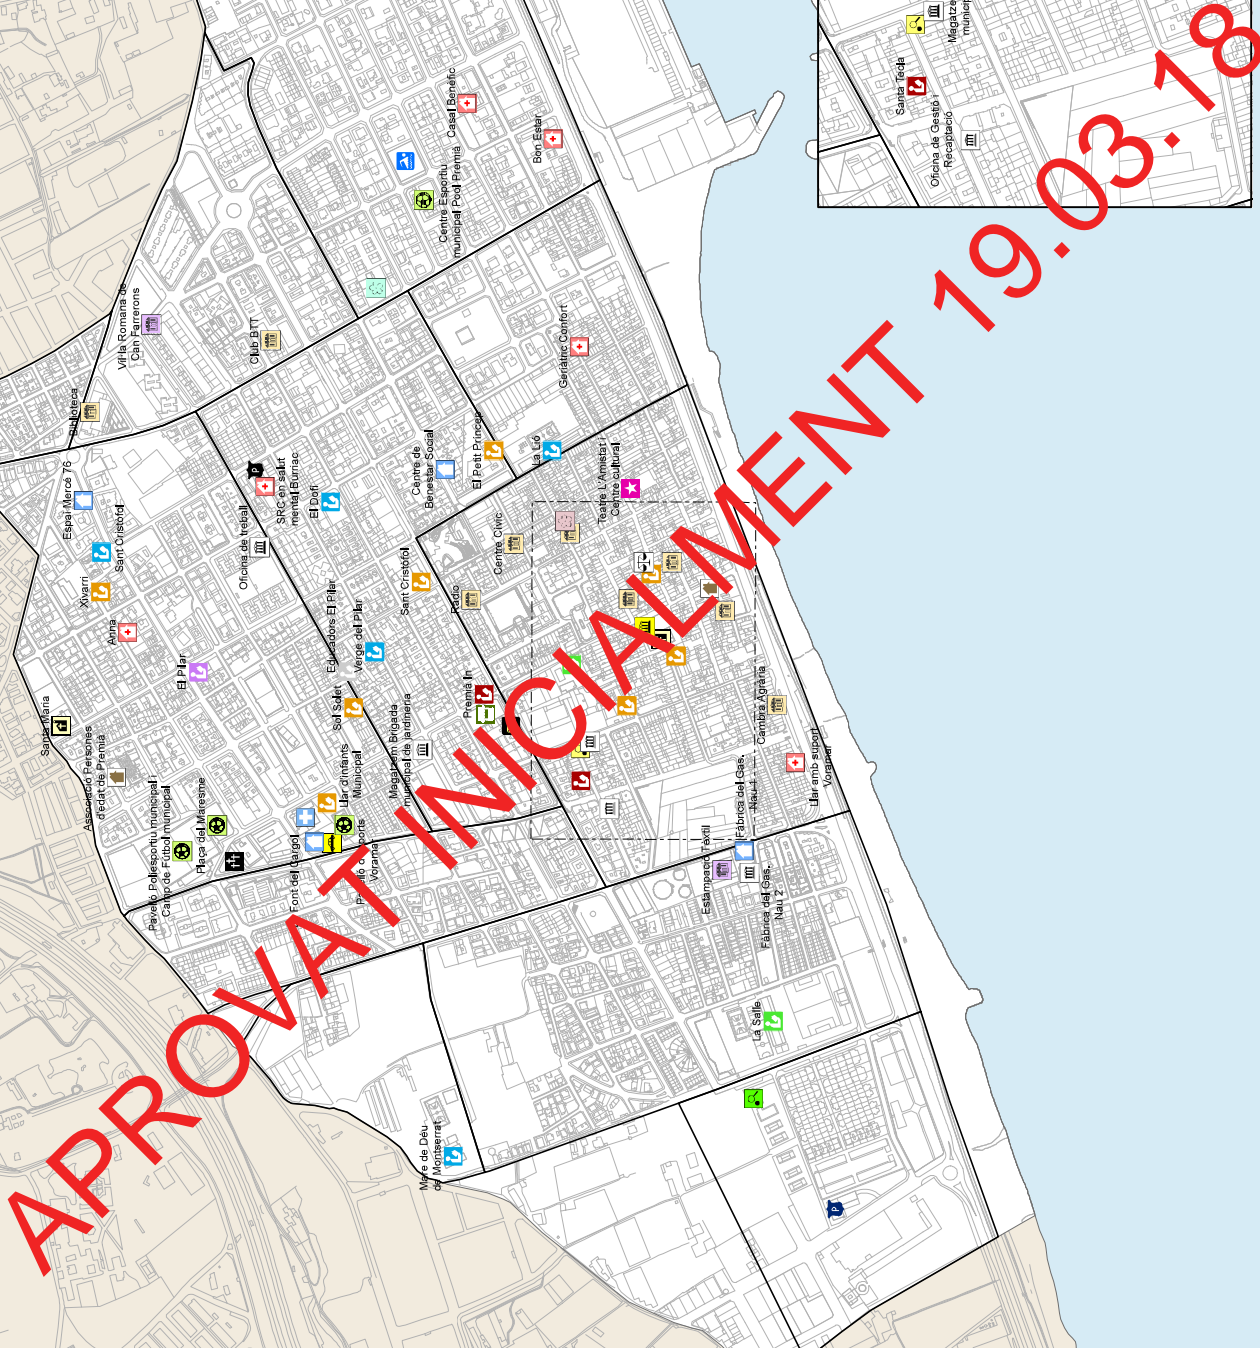 APROVAT INICIALMENT 19.03.18
Casal Benèfic
Bon Estar
Centre Esportiu
municipal Pool Premià
Vil·la Romana de
Can Farrerons
Club BTT
Geriàtric Confort
Biblioteca
Espai Mercè 76
Sant Cristòfol
Xivarri
Anna
El Pilar
Oficina de treball
SRC en salut
mental Burriac
El Dofí
Centre de
Benestar Social
El Petit Príncep
La Lió
Teatre L'Amistat i
Centre cultural
Centre Cívic
Ràdio
Sant Cristòfol
Educadors El Pilar
Verge del Pilar
Sol Solet
Premià In
Magatzem Brigada
municipal de jardineria
Llar d'Infants
Municipal
Santa Maria
Associació Persones
d'edat de Premià
Pavelló Poliesportiu municipal
Camp de Fútbol municipal
Plaça del Maresme
Font del Cargol
Voramar
Cambra Agrària
Llar amb suport
Voramar
Fàbrica del Gas.
Nau 1
Estampació Tèxtil
Fàbrica del Gas.
Nau 2
La Salle
Mare de Déu
de Montserrat
Santa Tecla
Oficina de Gestió i
Recaptació
P
P